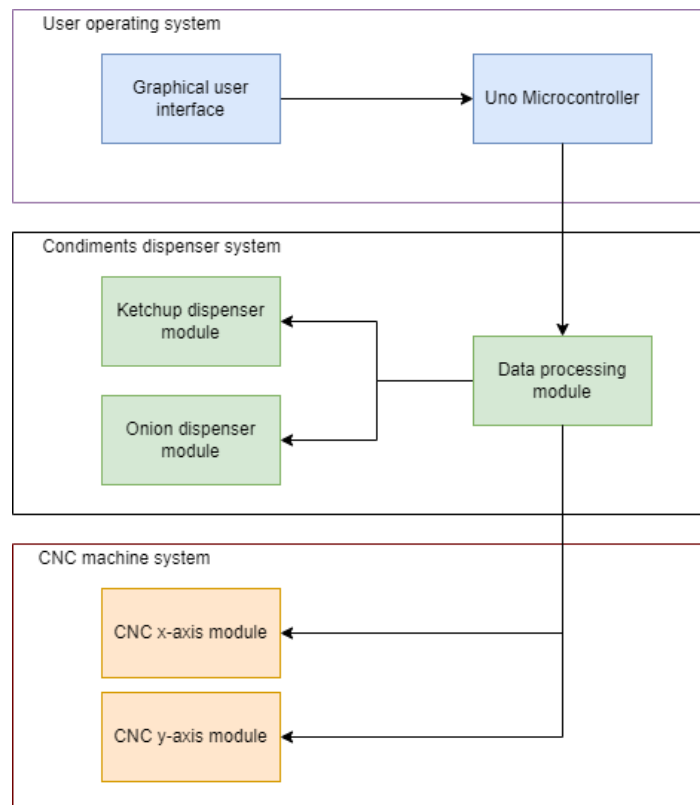 User operating system
Graphical user
interface
Uno Microcontroller
Condiments dispenser system
Ketchup dispenser
module
Data processing
module
Onion dispenser
module
CNC machine system
CNC x-axis module
CNC y-axis module